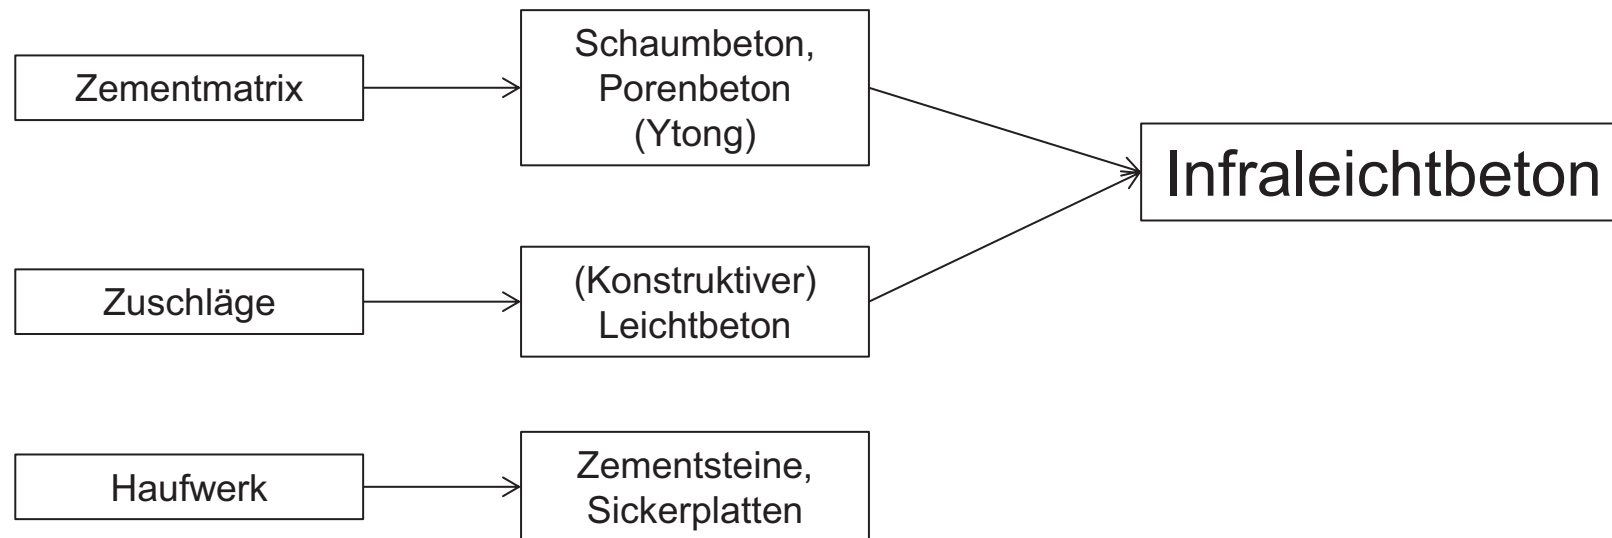 Zementmatrix
Schaumbeton,
Porenbeton
(Ytong)
Infraleichtbeton
Zuschläge
(Konstruktiver)
Leichtbeton
Haufwerk
Zementsteine,
Sickerplatten